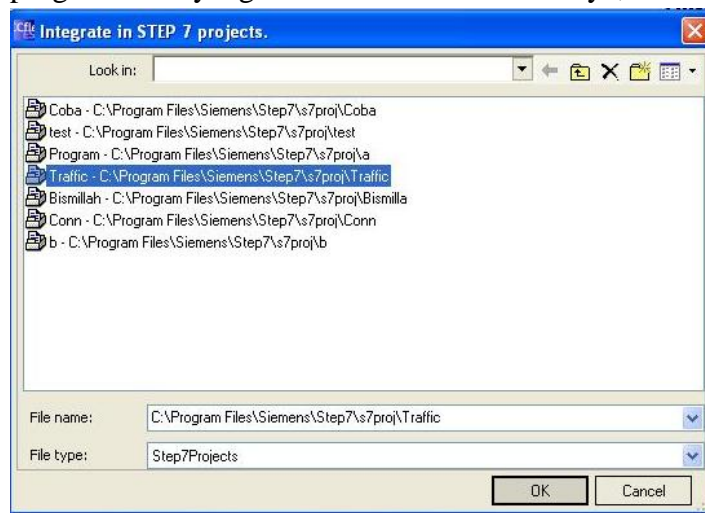 Integrate in STEP 7 projects.
Look in:
Coba - C:\Program Files\Siemens\Step7\s7proj\Coba
test - C:\Program Files\Siemens\Step7\s7proj\test
Program - C:\Program Files\Siemens\Step7\s7proj\a
Traffic - C:\Program Files\Siemens\Step7\s7proj\Traffic
Bismillah - C:\Program Files\Siemens\Step7\s7proj\Bismilla
Conn - C:\Program Files\Siemens\Step7\s7proj\Conn
b - C:\Program Files\Siemens\Step7\s7proj\b
File name: C:\Program Files\Siemens\Step7\s7proj\Traffic
File type: Step7Projects
OK Cancel